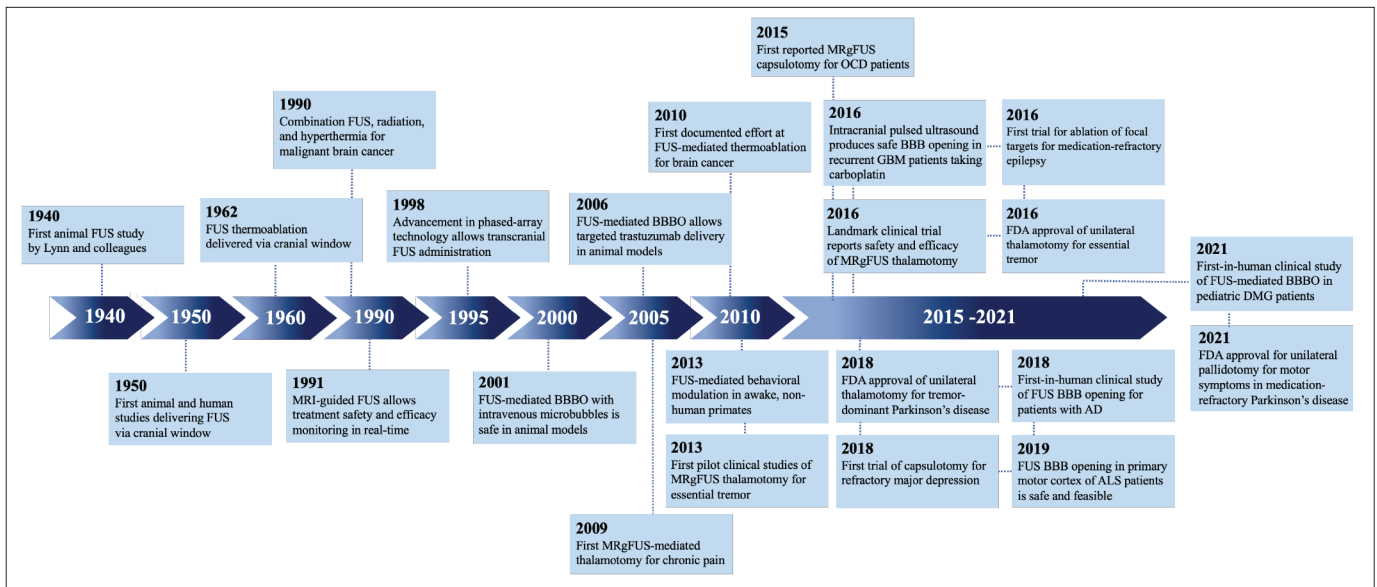 2015
First reported MRgFUS
capsulotomy for OCD patients
1990
Combination FUS, radiation,
and hyperthermia for
malignant brain cancer
2010
First documented effort at
FUS-mediated thermoablation
for brain cancer
2016
Intracranial pulsed ultrasound
produces safe BBB opening in
recurrent GBM patients taking
carboplatin
2016
First trial for ablation of focal
targets for medication-refractory
epilepsy
1940
First animal FUS study
by Lynn and colleagues
1962
FUS thermoablation
delivered via cranial window
1998
Advancement in phased-array
technology allows transcranial
FUS administration
2006
FUS-mediated BBBO allows
targeted trastuzumab delivery in
animal models
2016
Landmark clinical trial
reports safety and efficacy
of MRgFUS thalamotomy
2016
FDA approval of unilateral
thalamotomy for essential
tremor
2021
First-in-human clinical study
of FUS-mediated BBBO in
pediatric DMG patients
1940
1950
1960
1990
1995
2000
2005
2010
2015 -2021
1950
First animal and human
studies delivering FUS
via cranial window
1991
MRI-guided FUS allows
treatment safety and efficacy
monitoring in real-time
2001
FUS-mediated BBBO with
intravenous microbubbles is
safe in animal models
2013
FUS-mediated behavioral
modulation in awake, non-
human primates
2018
FDA approval of unilateral
thalamotomy for tremor-
dominant Parkinson's disease
2018
First-in-human clinical study
of FUS BBB opening for
patients with AD
2021
FDA approval for unilateral
pallidotomy for motor
symptoms in medication-
refractory Parkinson's disease
2013
First pilot clinical studies of
MRgFUS thalamotomy for
essential tremor
2018
First trial of capsulotomy for
refractory major depression
2019
FUS BBB opening in primary
motor cortex of ALS patients
is safe and feasible
2009
First MRgFUS-mediated
thalamotomy for chronic pain